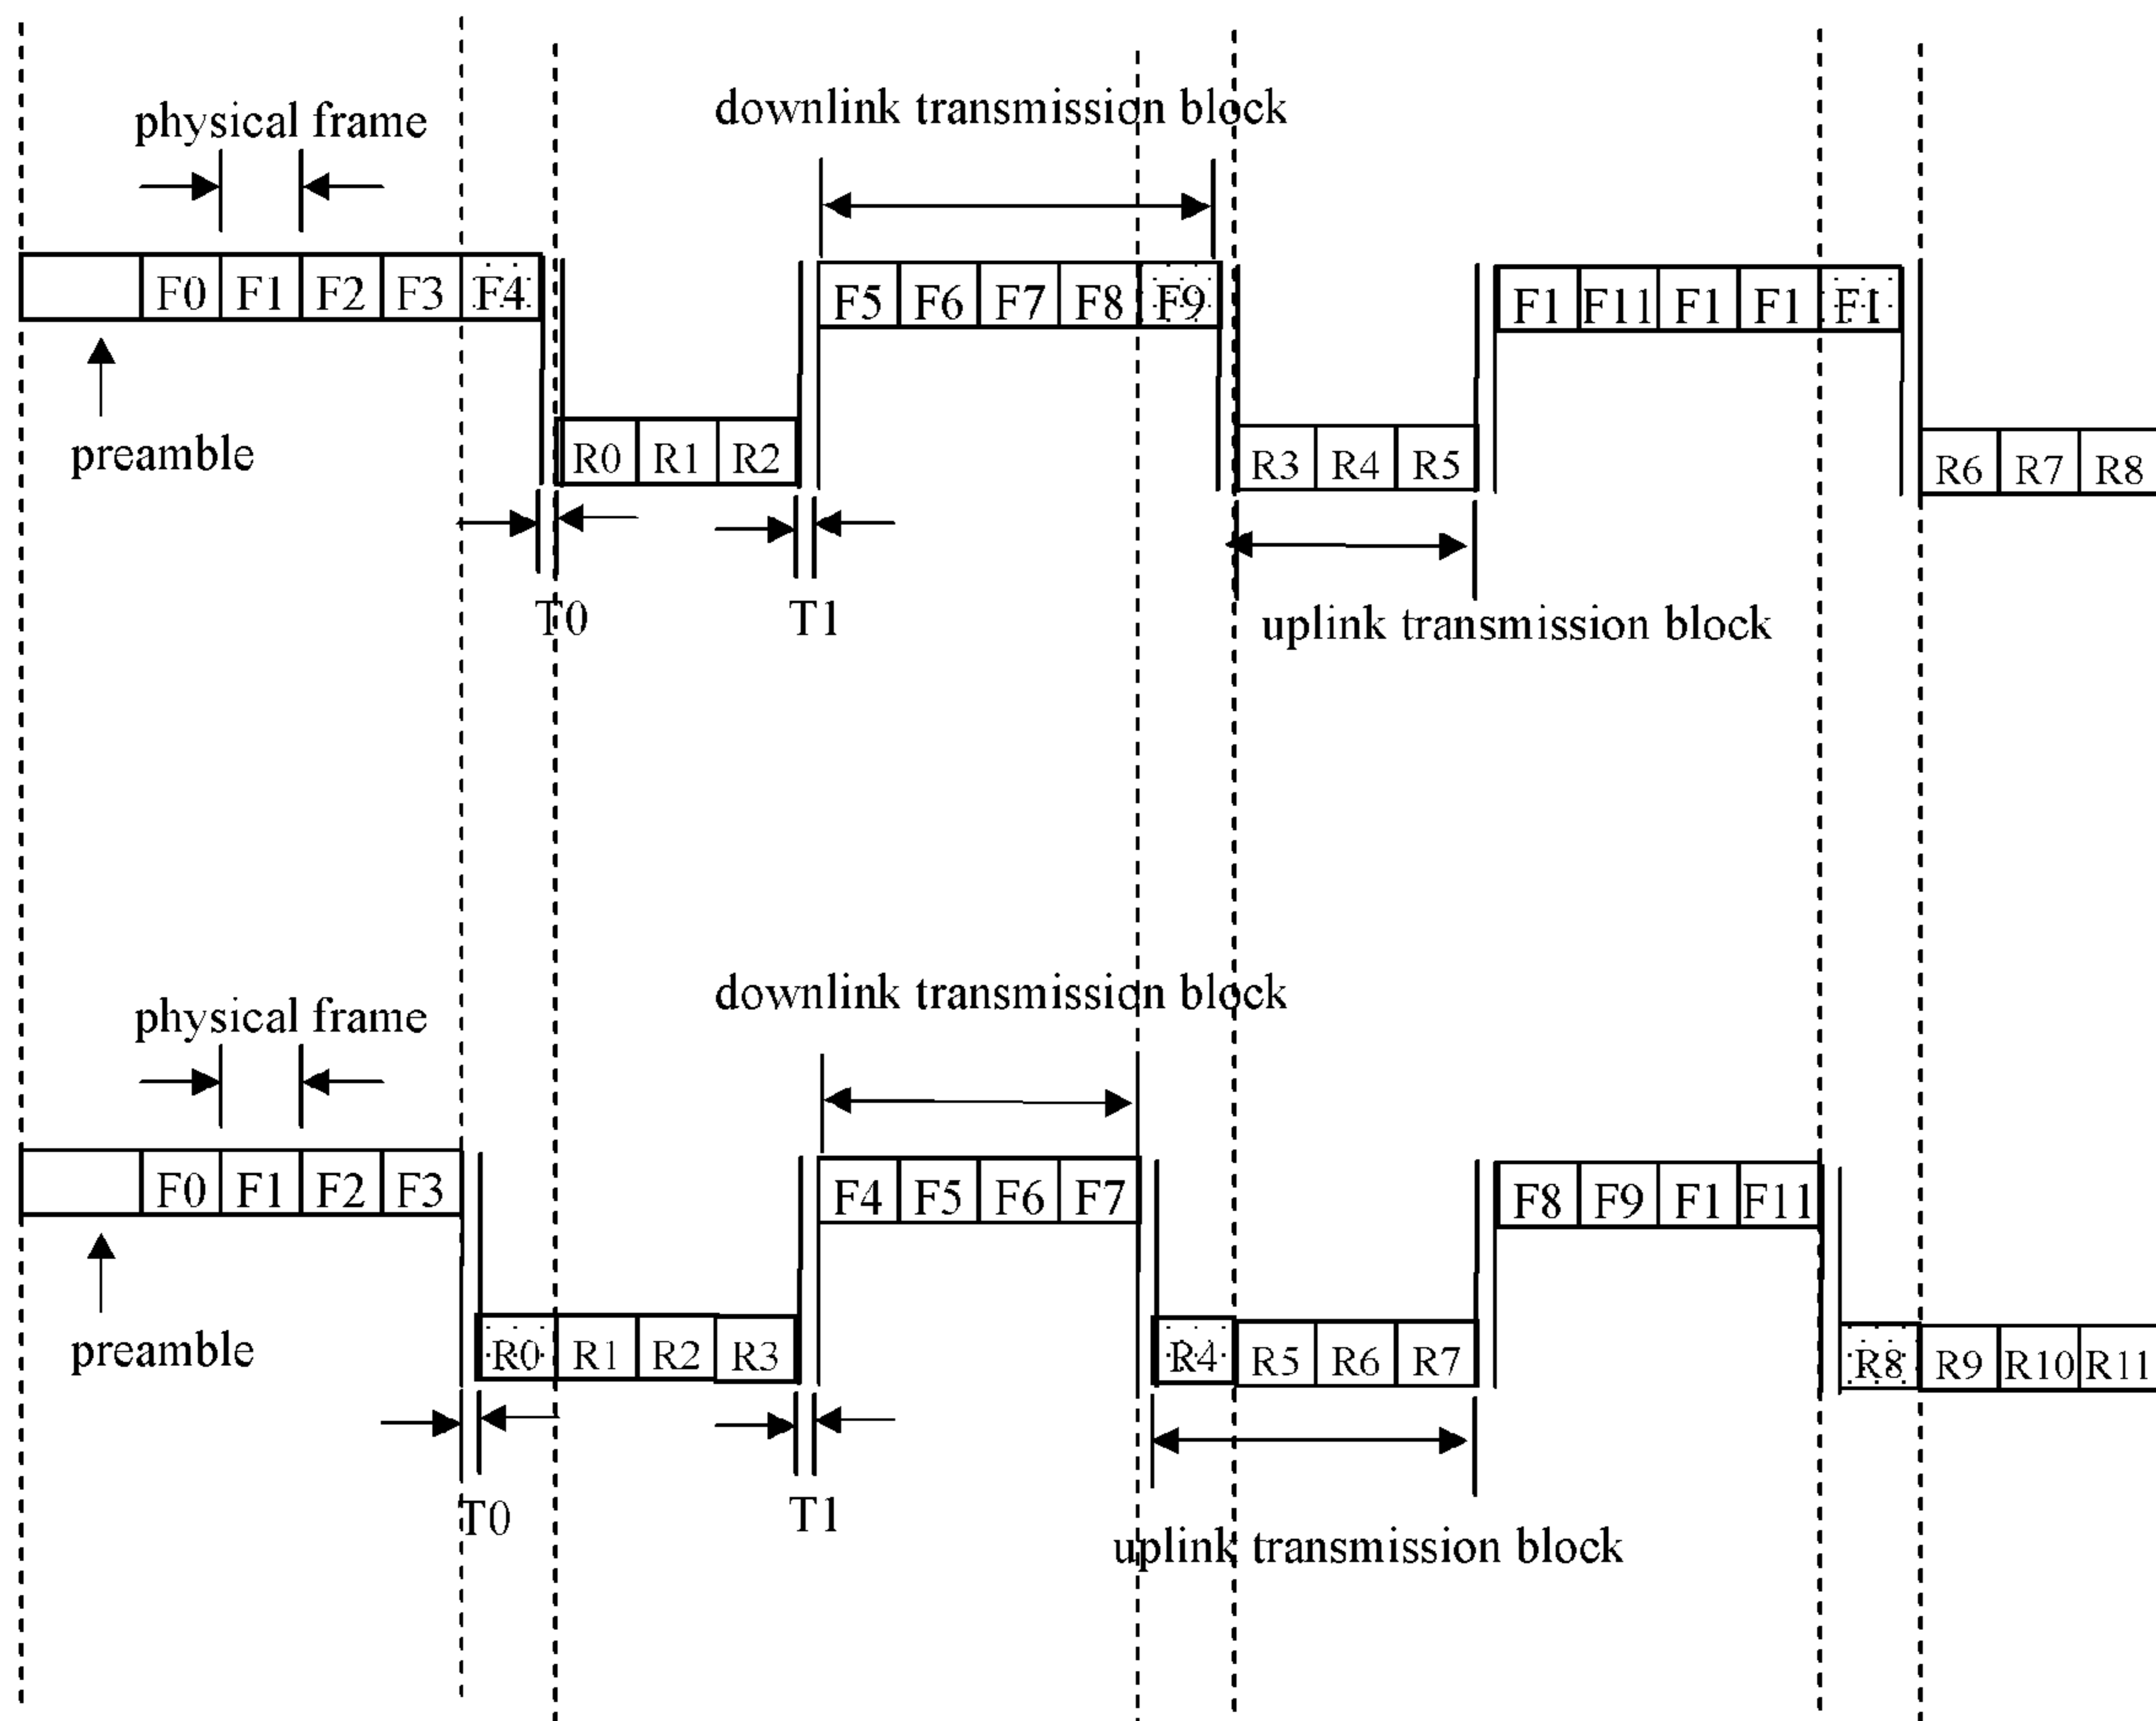 downlink transmission block
physical frame
F0 F1 F2 F3 F4 F5 F6 F7 F8 F9 F1 F11 F1 F1 F1
preamble
R0 R1 R2 R3 R4 R5 R6 R7 R8
T0 T1
uplink transmission block
downlink transmission block
physical frame
F0 F1 F2 F3 F4 F5 F6 F7 F8 F9 F1 F11
preamble
R0 R1 R2 R3 R4 R5 R6 R7 R8 R9 R10 R11
T0 T1
uplink transmission block